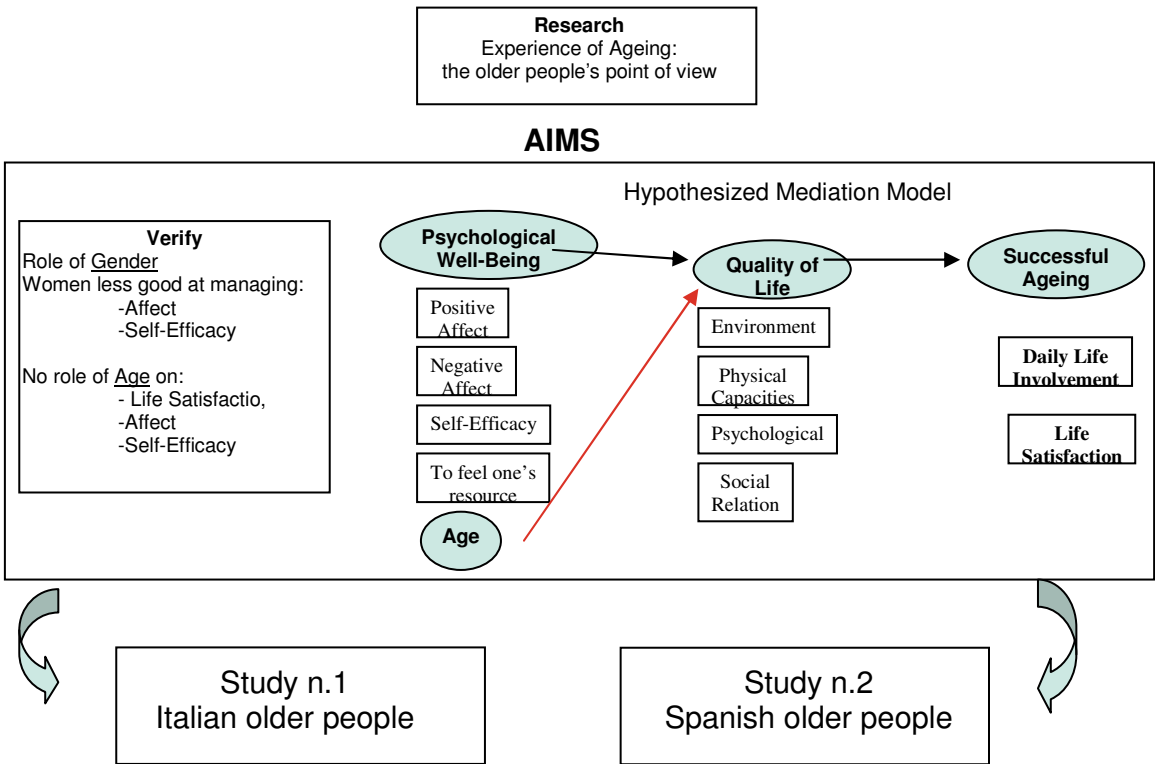 Research
Experience of Ageing:
the older people's point of view
AIMS
Hypothesized Mediation Model
Verify
Role of Gender
Women less good at managing:
-Affect
-Self-Efficacy
No role of Age on:
- Life Satisfactio,
-Affect
-Self-Efficacy
Psychological
Well-Being
Positive
Affect
Negative
Affect
Self-Efficacy
To feel one's
resource
Age
Quality of
Life
Environment
Physical
Capacities
Psychological
Social
Relation
Successful
Ageing
Daily Life
Involvement
Life
Satisfaction
Study n.1
Italian older people
Study n.2
Spanish older people